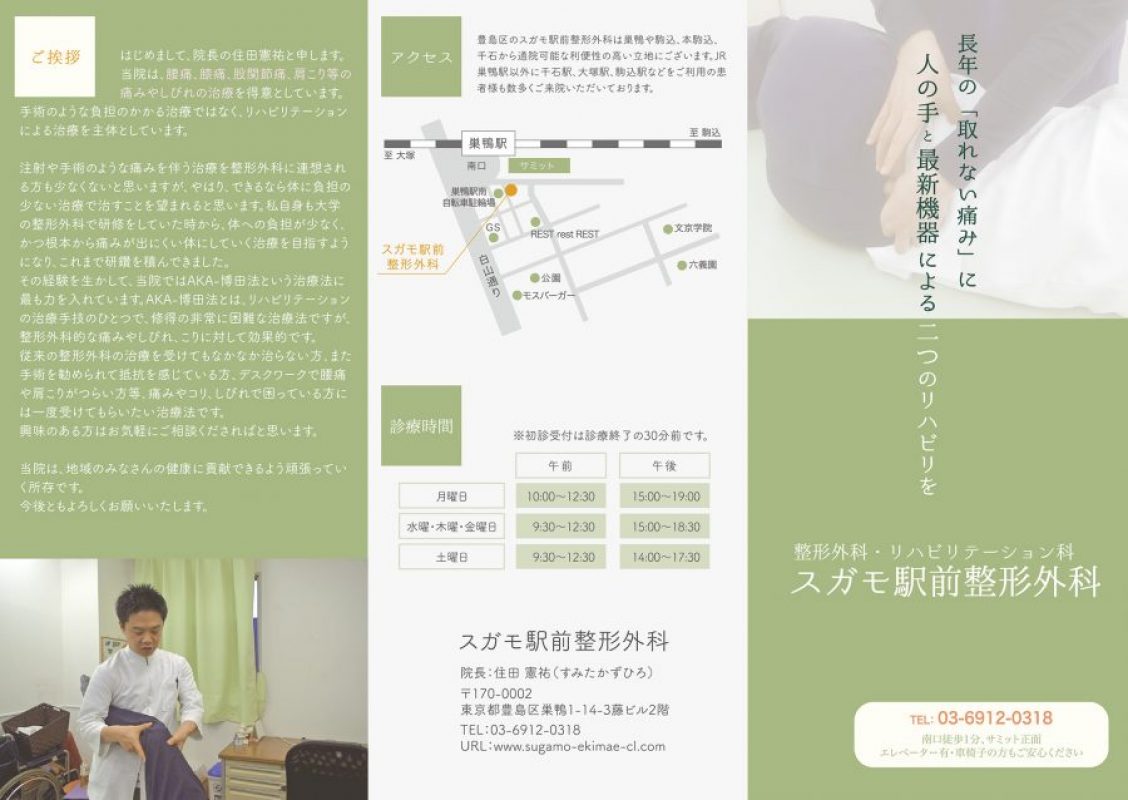 ご挨拶
はじめまして、院長の住田憲祐と申します。
当院は、腰痛、膝痛、股関節痛、肩こり等の
痛みやしびれの治療を得意としています。
手術のような負担のかかる治療ではなく、リハビリテーション
による治療を主体としています。
注射や手術のような痛みを伴う治療を整形外科に連想され
る方も少なくないと思いますが、やはり、できるなら体に負担の
少ない治療で治すことを望まれると思います。私自身も大学
の整形外科で研修をしていた時から、体への負担が少なく、
かつ根本から痛みが出にくい体にしていく治療を目指すよう
になり、これまで研鑽を積んできました。
その経験を生かして、当院ではAKA-博田法という治療法に
最も力を入れています。AKA-博田法とは、リハビリテーション
の治療手技のひとつで、修得の非常に困難な治療法ですが、
整形外科的な痛みやしびれ、こりに対して効果的です。
従来の整形外科の治療を受けてもなかなか治らない方、また
手術を勧められて抵抗を感じている方、デスクワークで腰痛
や肩こりがつらい方等、痛みやコリ、しびれで困っている方に
は一度受けてもらいたい治療法です。
興味のある方はお気軽にご相談くださればと思います。
当院は、地域のみなさんの健康に貢献できるよう頑張ってい
く所存です。
今後ともよろしくお願いいたします。
アクセス
豊島区のスガモ駅前整形外科は巣鴨や駒込、本駒込、
千石から通院可能な利便性の高い立地にございます。JR
巣鴨駅以外に千石駅、大塚駅、駒込駅などをご利用の患
者様も数多くご来院いただいております。
至 駒込
巣鴨駅
至 大塚
南口
サミット
巣鴨駅南
自転車駐輪場
GS
REST rest REST
文京学院
スガモ駅前
整形外科
白山通り
六義園
公園
モスバーガー
診療時間
※初診受付は診療終了の30分前です。
午前 午後
月曜日 10:00〜12:30 15:00〜19:00
水曜・木曜・金曜日 9:30〜12:30 15:00〜18:30
土曜日 9:30〜12:30 14:00〜17:30
スガモ駅前整形外科
院長:住田 憲祐(すみたかずひろ)
〒170-0002
東京都豊島区巣鴨1-14-3藤ビル2階
TEL:03-6912-0318
URL:www.sugamo-ekimae-cl.com
長年の「取れない痛み」に
人の手と最新機器による二つのリハビリを
整形外科・リハビリテーション科
スガモ駅前整形外科
TEL: 03-6912-0318
南口徒歩1分、サミット正面
エレベーター有・車椅子の方もご安心ください